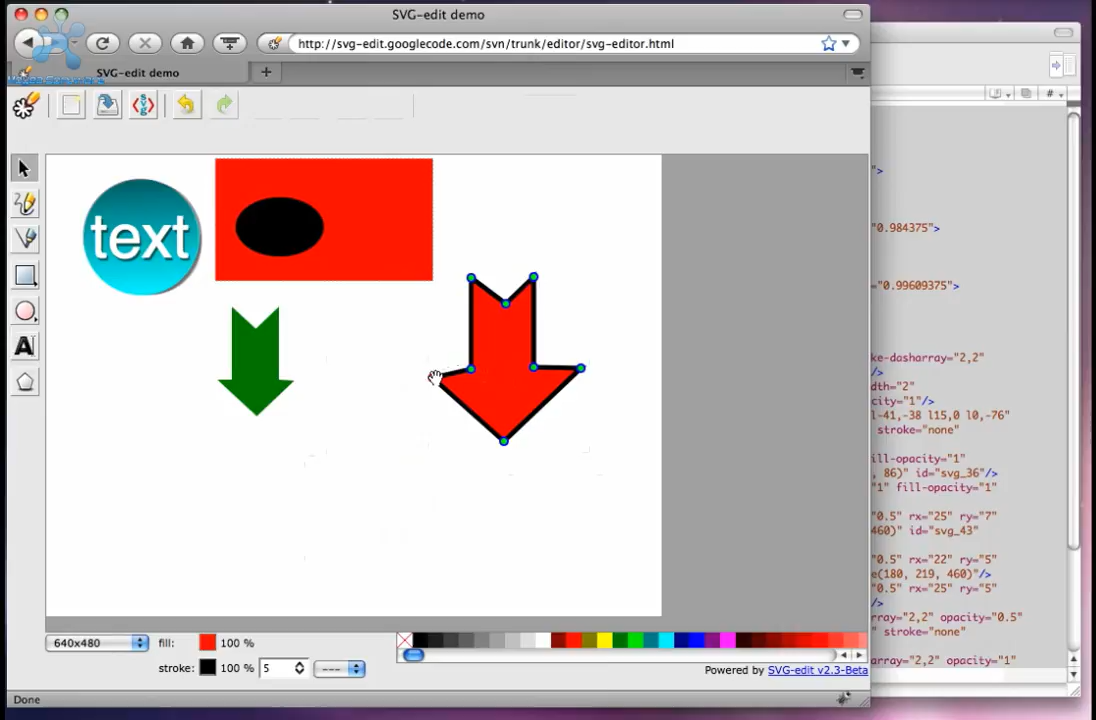 SVG-edit demo
http://svg-edit.googlecode.com/svn/trunk/editor/svg-editor.html
SVG-edit demo
#
">
"0.984375">
text
="0.99609375">
ke-dasharray="2,2"
/>
dth="2"
pacity="1"/>
l-41,-38 l15,0 l0,-76"
stroke="none"
ill-opacity="1"
, 86)" id="svg_36"/>
"1" fill-opacity="1"
"0.5" rx="25" ry="7"
460)" id="svg_43"
"0.5" rx="22" ry="5"
e(180, 219, 460)"/>
"0.5" rx="25" ry="5"
/>
array="2,2" opacity="0.5"
" stroke="none"
array="2,2" opacity="1"
640x480 fill: 100 %
stroke: 100 % 5 ---
Powered by SVG-edit v2.3-Beta
Done